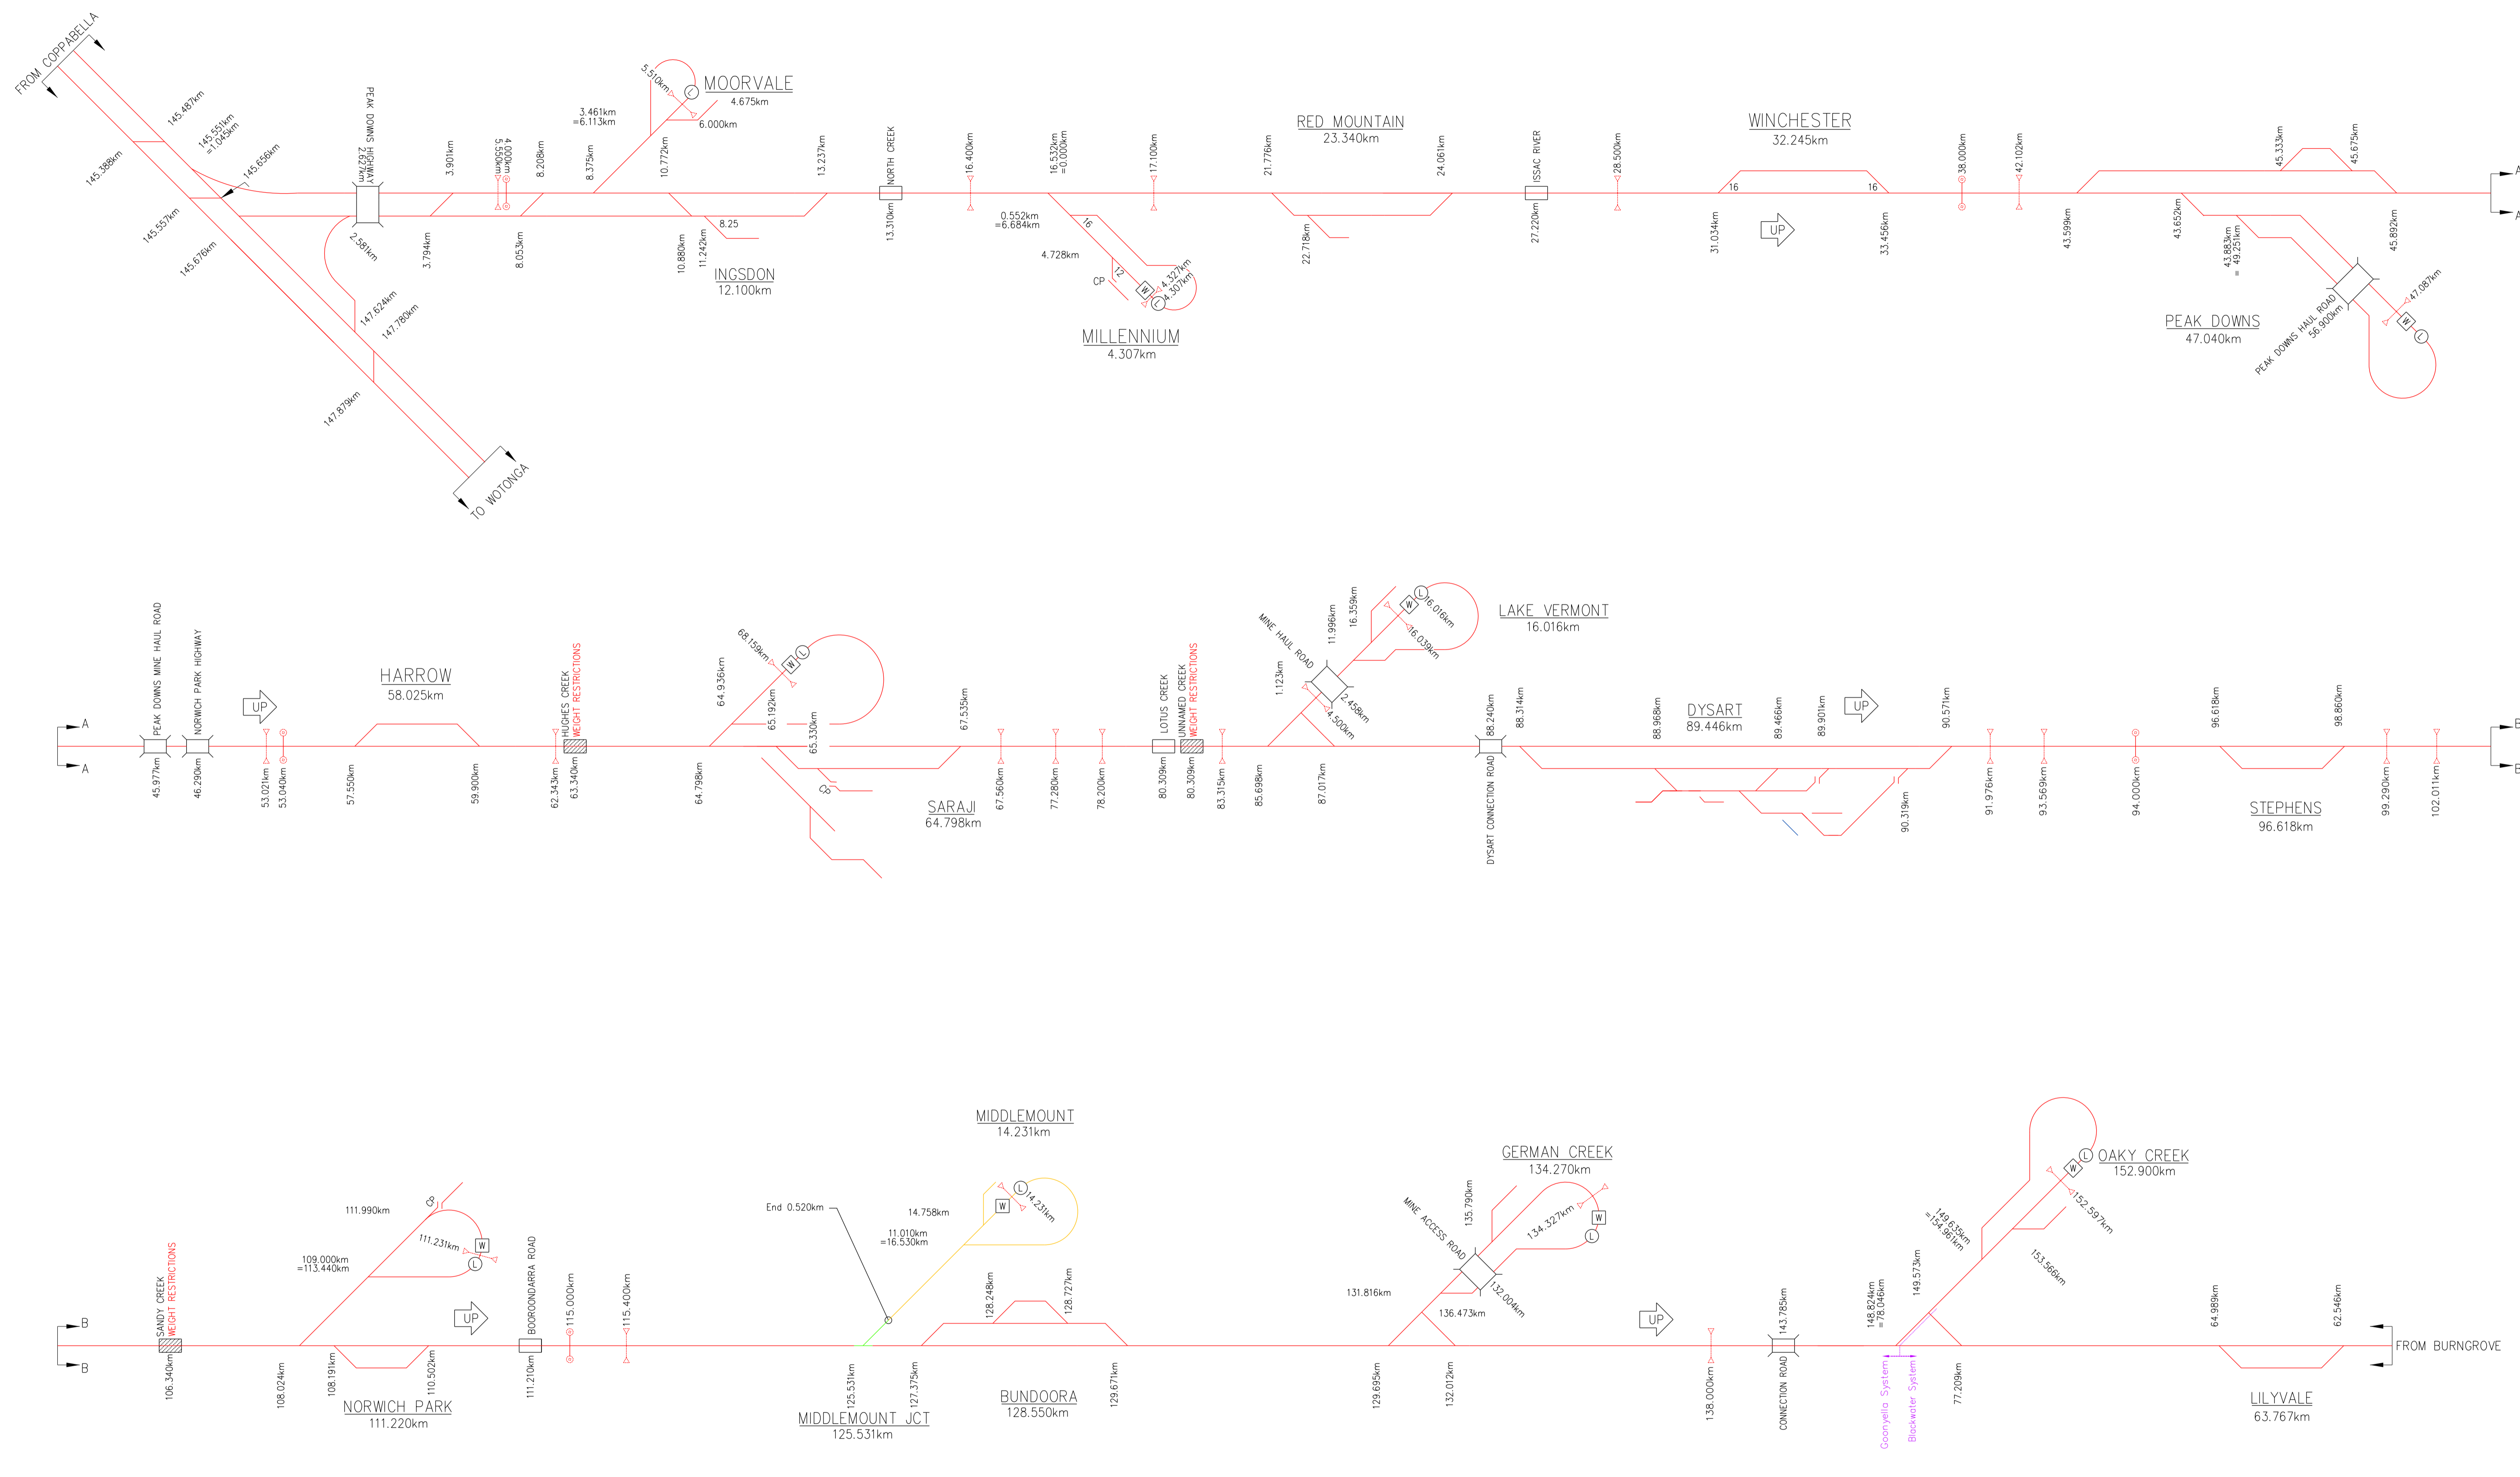 FROM COPPABELLA
145.487km
145.551km
=1.045km
145.656km
145.388km
145.557km
145.676km
147.624km
147.780km
147.879km
TO WOTONGA
PEAK DOWNS HIGHWAY
2.627km
2.581km
3.901km
3.794km
4.000km
5.550km
8.208km
8.053km
8.375km
3.461km
=6.113km
5.510km
L
MOORVALE
4.675km
6.000km
10.772km
10.880km
11.242km
8.25
INGSDON
12.100km
13.237km
NORTH CREEK
13.310km
16.400km
16.532km
=0.000km
0.552km
=6.684km
16
4.728km
12
CP
W
L
4.327km
4.307km
MILLENNIUM
4.307km
17.100km
21.776km
22.718km
RED MOUNTAIN
23.340km
24.061km
ISSAC RIVER
27.220km
28.500km
31.034km
16
WINCHESTER
32.245km
UP
16
33.456km
38.000km
42.102km
43.599km
43.652km
43.883km
= 49.251km
45.333km
45.675km
45.892km
PEAK DOWNS
47.040km
PEAK DOWNS HAUL ROAD
56.900km
47.087km
W
L
A
A
A
A
PEAK DOWNS MINE HAUL ROAD
45.977km
NORWICH PARK HIGHWAY
46.290km
UP
53.021km
53.040km
57.550km
HARROW
58.025km
59.900km
62.343km
HUGHES CREEK
WEIGHT RESTRICTIONS
63.340km
64.936km
64.798km
68.159km
W
L
65.192km
65.330km
CP
SARAJI
64.798km
67.535km
67.560km
77.280km
78.200km
LOTUS CREEK
80.309km
UNNAMED CREEK
WEIGHT RESTRICTIONS
80.309km
83.315km
85.698km
1.123km
87.017km
MINE HAUL ROAD
4.500km
2.458km
11.996km
16.359km
W
L
16.016km
16.039km
LAKE VERMONT
16.016km
88.240km
DYSART CONNECTION ROAD
88.314km
88.968km
DYSART
89.446km
89.466km
89.901km
UP
90.319km
90.571km
91.976km
93.569km
94.000km
96.618km
STEPHENS
96.618km
98.860km
99.290km
102.011km
B
B
B
B
SANDY CREEK
WEIGHT RESTRICTIONS
106.340km
108.024km
108.191km
109.000km
=113.440km
111.990km
CP
111.231km
W
L
NORWICH PARK
111.220km
110.502km
UP
BOOROONDARRA ROAD
111.210km
115.000km
115.400km
End 0.520km
125.531km
MIDDLEMOUNT JCT
125.531km
MIDDLEMOUNT
14.231km
W
L
14.231km
14.758km
11.010km
=16.530km
127.375km
128.248km
128.727km
BUNDOORA
128.550km
129.671km
129.695km
131.816km
132.012km
136.473km
132.004km
MINE ACCESS ROAD
135.790km
GERMAN CREEK
134.270km
134.327km
W
L
UP
138.000km
143.785km
CONNECTION ROAD
148.824km
=78.046km
Goonyella System
Blackwater System
149.573km
149.635km
=154.961km
W
L
OAKY CREEK
152.900km
152.597km
153.566km
77.209km
64.989km
LILYVALE
63.767km
62.546km
FROM BURNGROVE